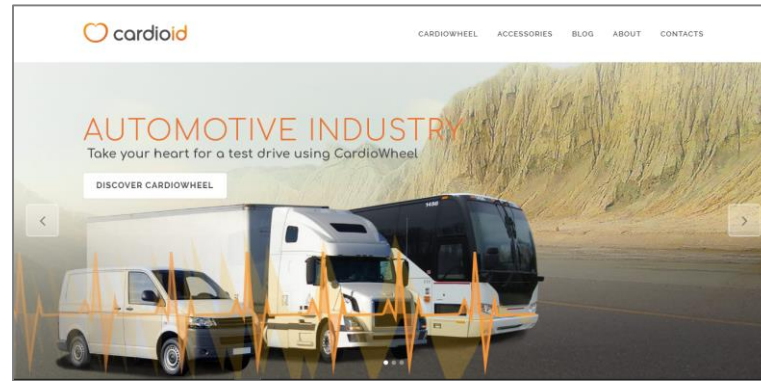 cardioid
CARDIOWHEEL ACCESSORIES BLOG ABOUT CONTACTS
AUTOMOTIVE INDUSTRY
Take your heart for a test drive using CardioWheel
DISCOVER CARDIOWHEEL